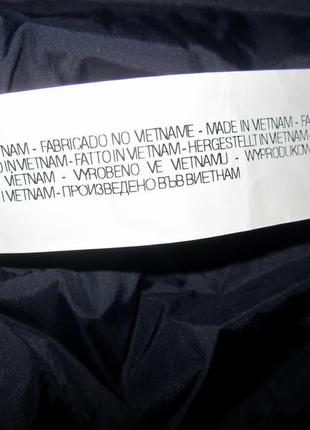 TNAM - FABRICADO NO VIETNAME - MADE IN VIETNAM - FA
O IN VIETNAM - FATTO IN VIETNAM - HERGESTELLT IN VIETNAM -
VIETNAM - VYROBENO VE VIETNAMU - WYPRODUKOW
I VIETNAM - ПРОИЗВЕДЕНО ВЪВ ВИЕТНАМ